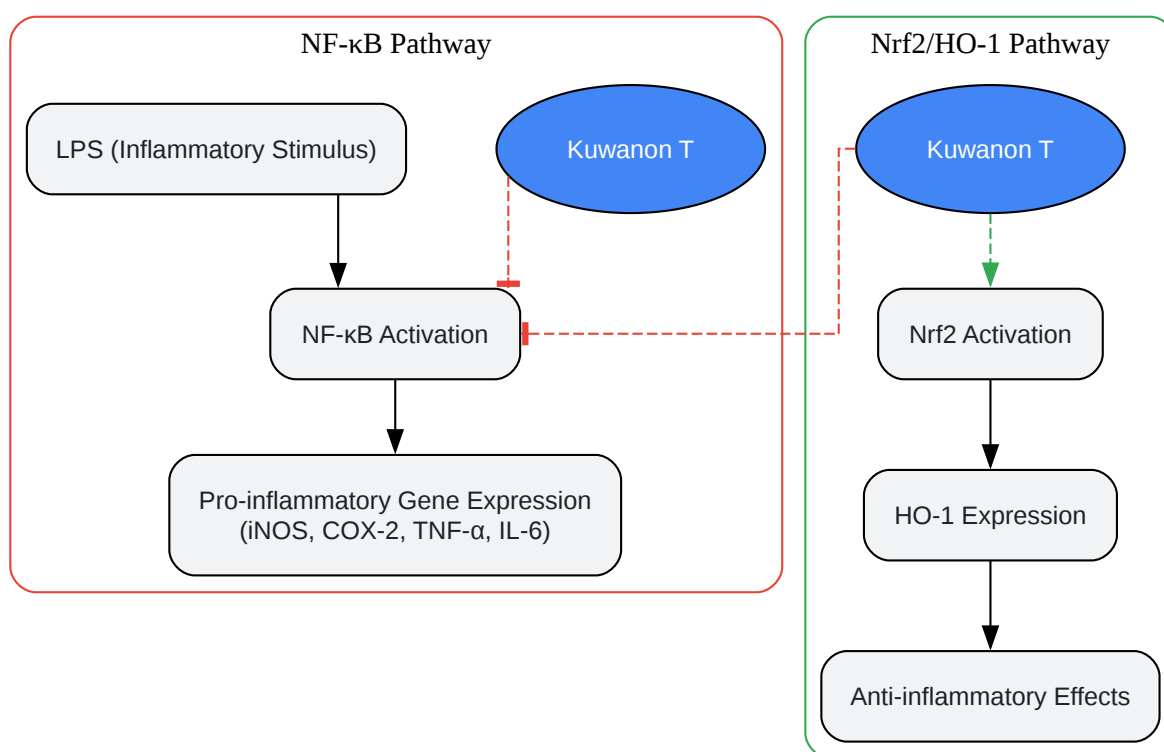 NF-κB Pathway
LPS (Inflammatory Stimulus)
Kuwanon T
NF-κB Activation
Pro-inflammatory Gene Expression
(iNOS, COX-2, TNF-α, IL-6)
Nrf2/HO-1 Pathway
Kuwanon T
Nrf2 Activation
HO-1 Expression
Anti-inflammatory Effects